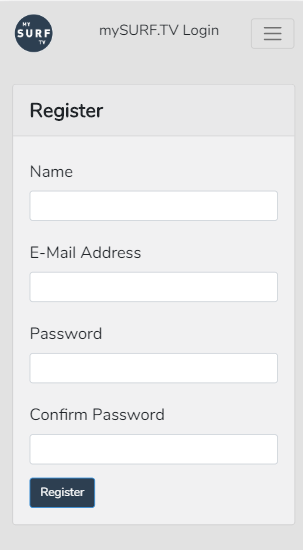 MY
SURF
TV
mySURF.TV Login
Register
Name
E-Mail Address
Password
Confirm Password
Register